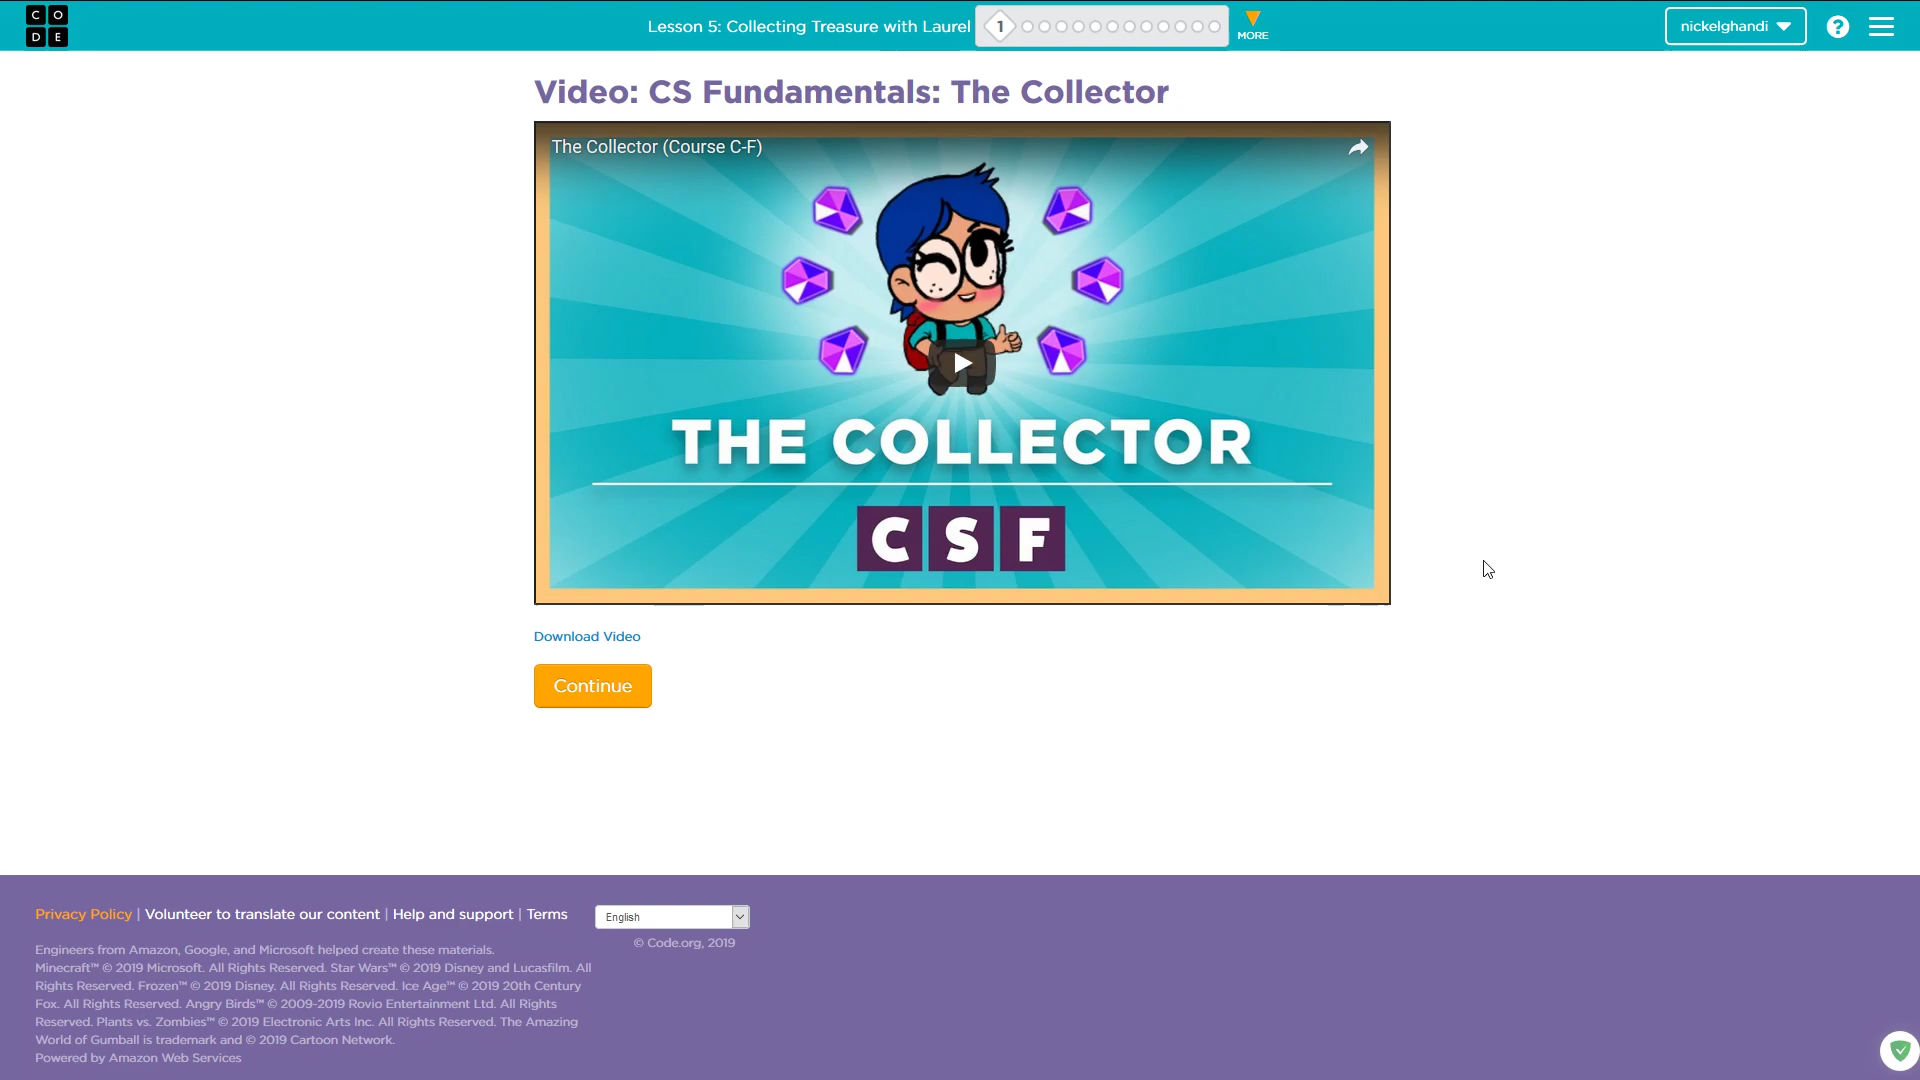 C O
D E
Lesson 5: Collecting Treasure with Laurel
1
MORE
nickelghandi
?
Video: CS Fundamentals: The Collector
The Collector (Course C-F)
THE COLLECTOR
C S F
Download Video
Continue
Privacy Policy | Volunteer to translate our content | Help and support | Terms
English
© Code.org, 2019
Engineers from Amazon, Google, and Microsoft helped create these materials.
Minecraft™ © 2019 Microsoft. All Rights Reserved. Star Wars™ © 2019 Disney and Lucasfilm. All
Rights Reserved. Frozen™ © 2019 Disney. All Rights Reserved. Ice Age™ © 2019 20th Century
Fox. All Rights Reserved. Angry Birds™ © 2009-2019 Rovio Entertainment Ltd. All Rights
Reserved. Plants vs. Zombies™ © 2019 Electronic Arts Inc. All Rights Reserved. The Amazing
World of Gumball is trademark and © 2019 Cartoon Network.
Powered by Amazon Web Services